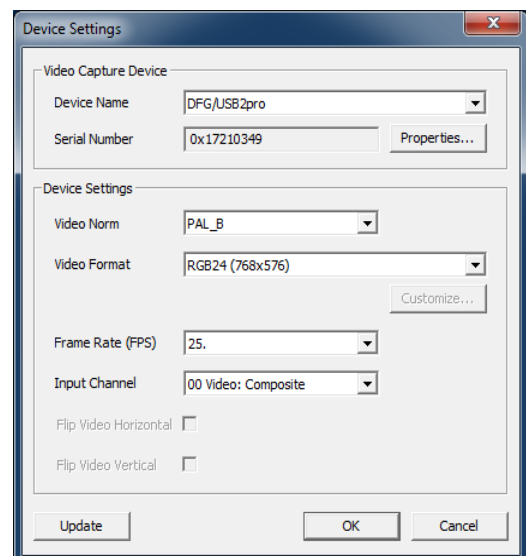 Device Settings
Video Capture Device
Device Name DFG/USB2pro
Serial Number 0x17210349 Properties...
Device Settings
Video Norm PAL_B
Video Format RGB24 (768x576)
Customize...
Frame Rate (FPS) 25.
Input Channel 00 Video: Composite
Flip Video Horizontal
Flip Video Vertical
Update OK Cancel